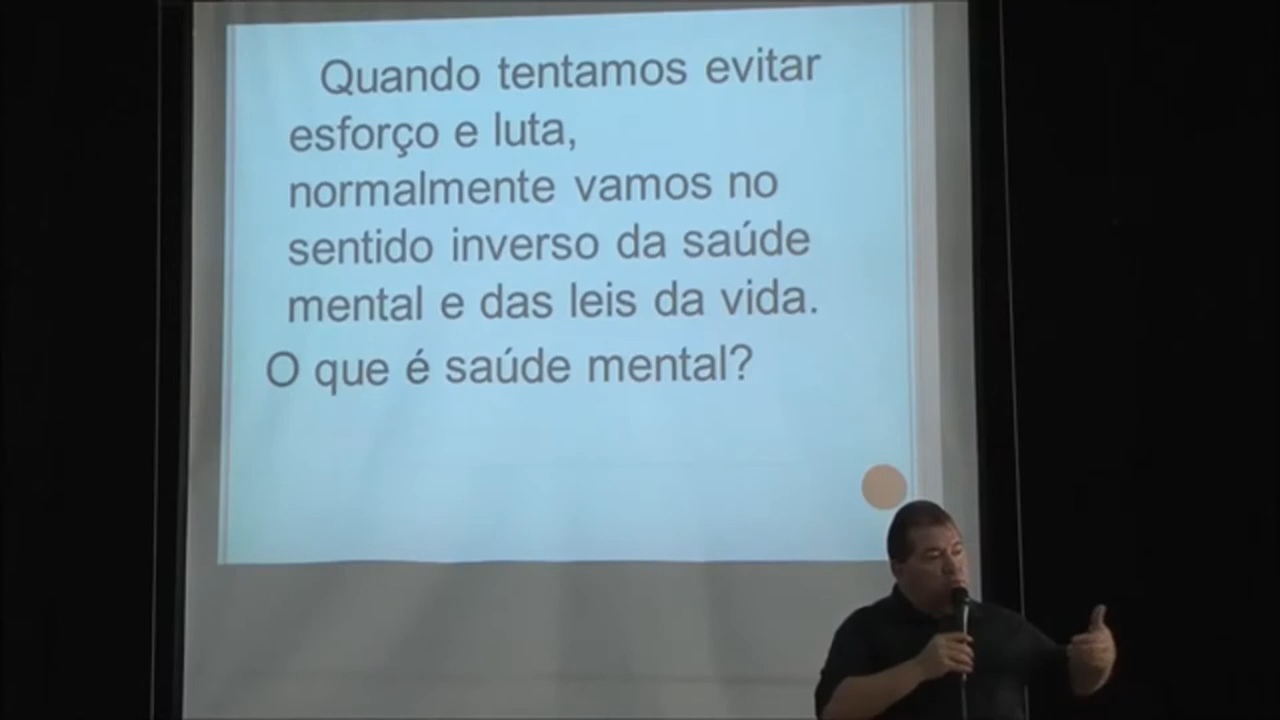 Quando tentamos evitar
esforço e luta,
normalmente vamos no
sentido inverso da saúde
mental e das leis da vida.
O que é saúde mental?